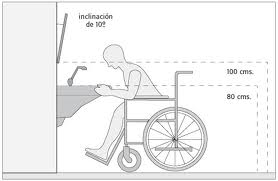 inclinación
de 10º
100 cms.
80 cms.